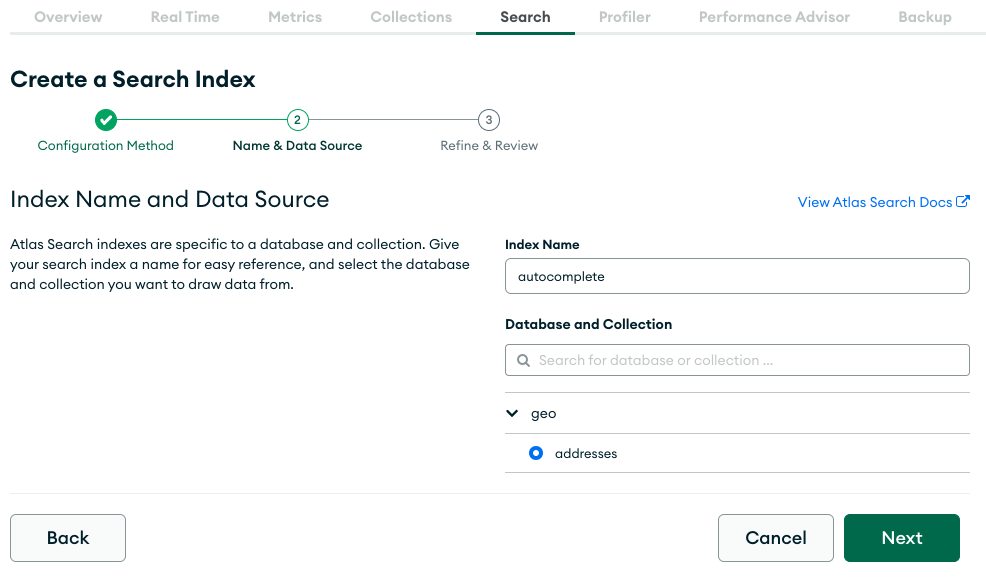 Overview Real Time Metrics Collections Search Profiler Performance Advisor Backup
Create a Search Index
2 3
Configuration Method Name & Data Source Refine & Review
Index Name and Data Source
View Atlas Search Docs
Atlas Search indexes are specific to a database and collection. Give
your search index a name for easy reference, and select the database
and collection you want to draw data from.
Index Name
autocomplete
Database and Collection
Search for database or collection ...
geo
addresses
Back Cancel Next